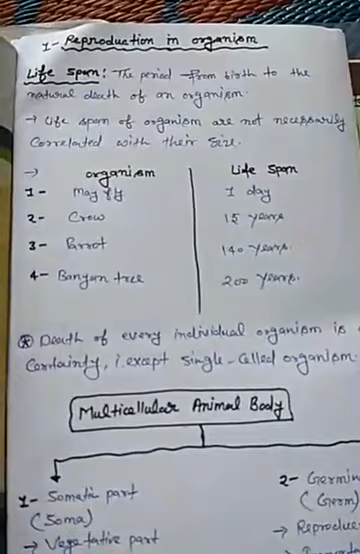 1- Reproduction in organism
Life span: The period from birth to the
natural death of an organism.
→ Life span of organism are not necessarily
Correlated with their size.
→ organism Life Span
1- May fly 1 day
2- Crow 15 years
3- Parrot 140 years.
4- Banyan tree 200 years.
⊛ Death of every individual organism is
Certainty, i.except single-celled organism.
Multicellular Animal Body
1- Somatic part
(Soma)
→ Vegetative part
2- Germin
(Germ)
→ Reproduc